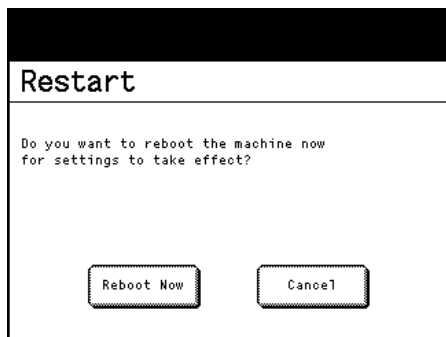 Restart
Do you want to reboot the machine now
for settings to take effect?
Reboot Now
Cancel